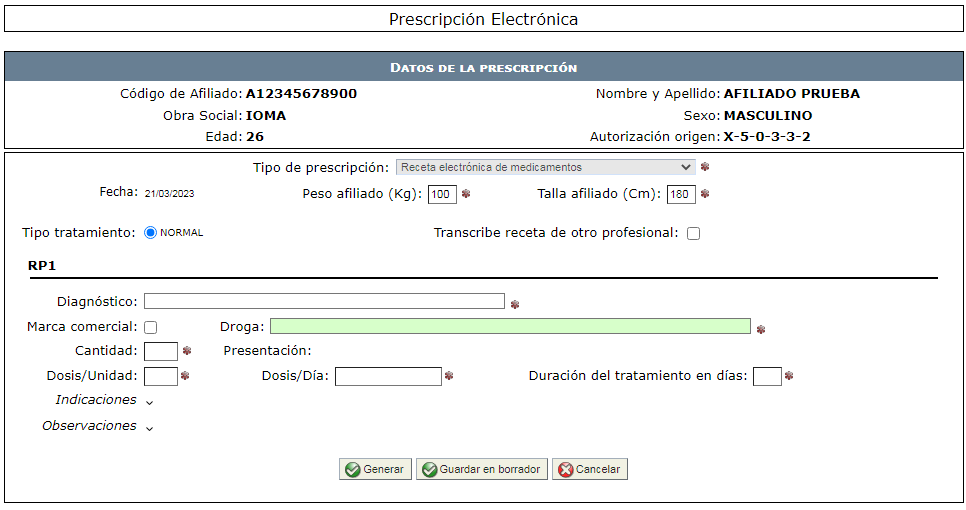 Prescripción Electrónica
DATOS DE LA PRESCRIPCIÓN
Código de Afiliado: A12345678900 Nombre y Apellido: AFILIADO PRUEBA
Obra Social: IOMA Sexo: MASCULINO
Edad: 26 Autorización origen: X-5-0-3-3-2
Tipo de prescripción: Receta electrónica de medicamentos
Fecha: 21/03/2023 Peso afiliado (Kg): 100 Talla afiliado (Cm): 180
Tipo tratamiento: NORMAL Transcribe receta de otro profesional:
RP1
Diagnóstico:
Marca comercial: Droga:
Cantidad: Presentación:
Dosis/Unidad: Dosis/Día: Duración del tratamiento en días:
Indicaciones
Observaciones
Generar Guardar en borrador Cancelar